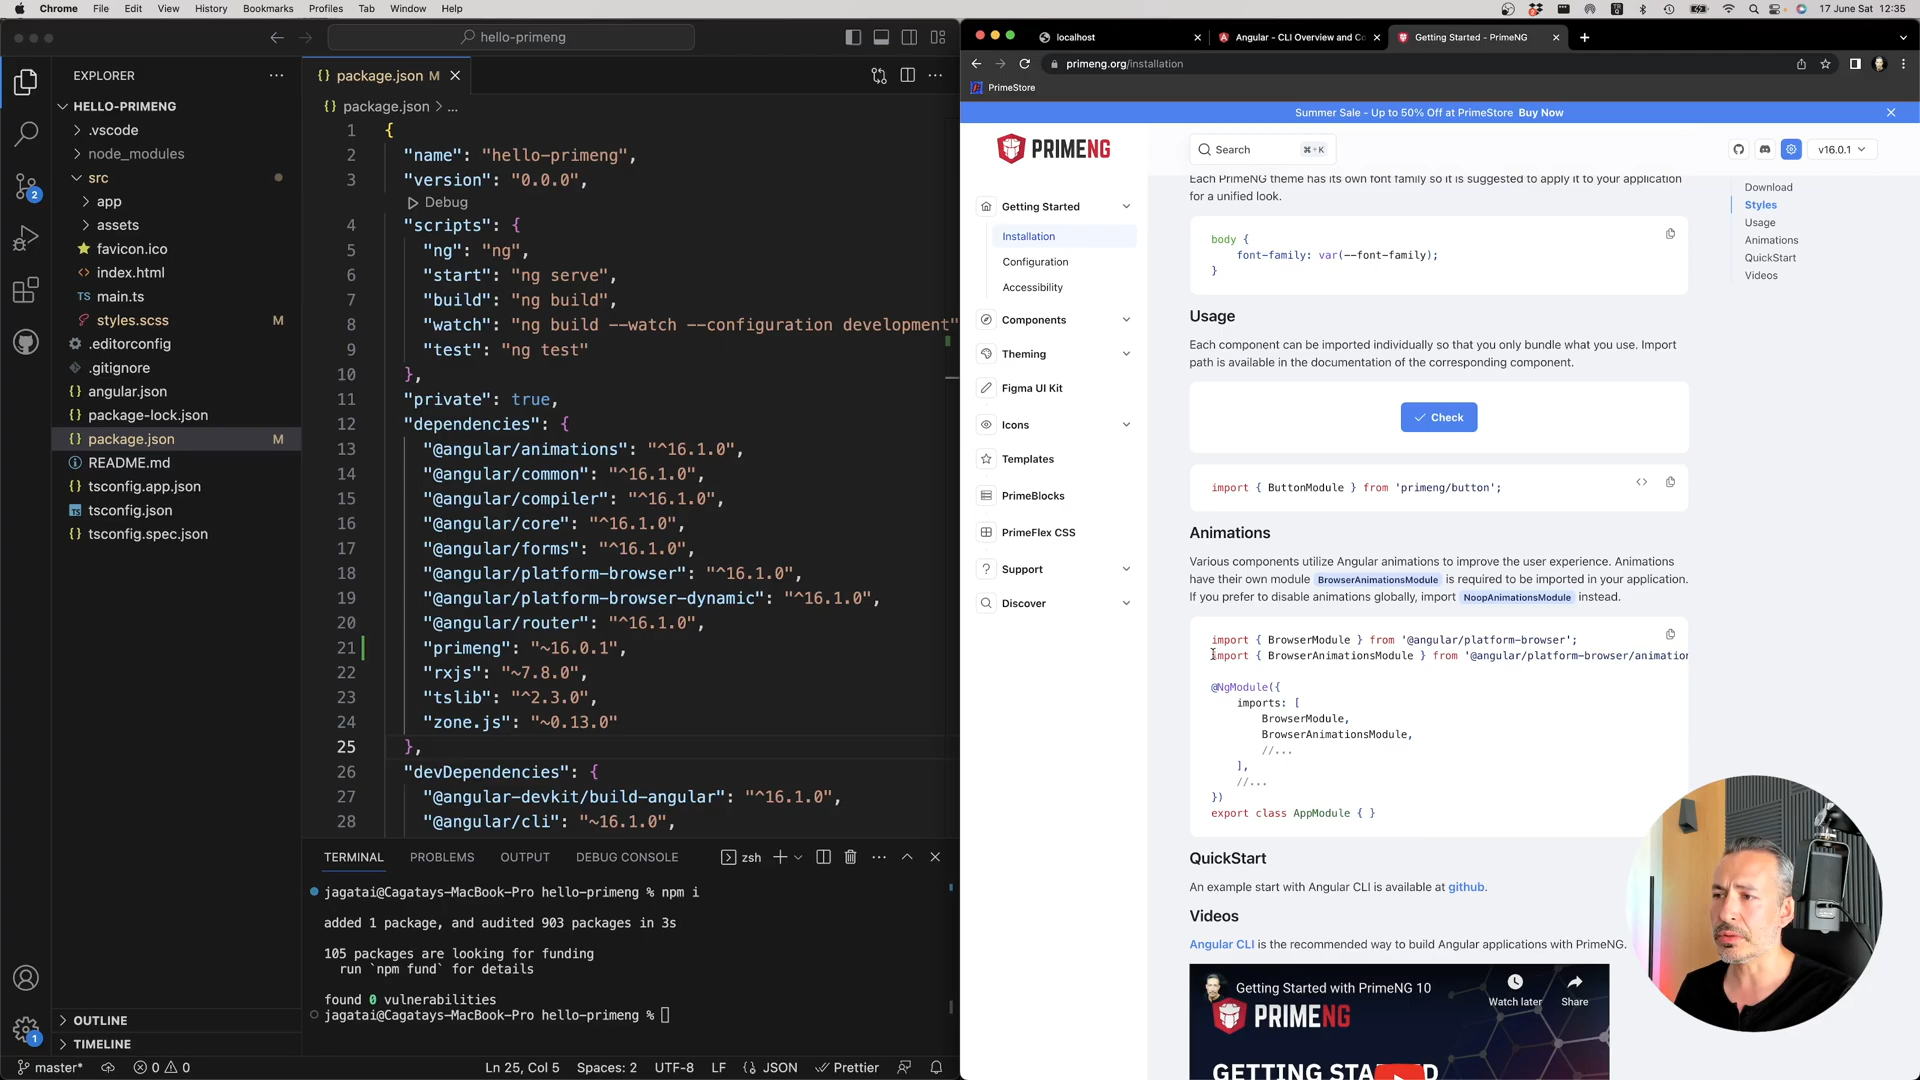 Chrome File Edit View History Bookmarks Profiles Tab Window Help
17 June Sat 12:35
hello-primeng
EXPLORER
HELLO-PRIMENG
.vscode
node_modules
src
app
assets
favicon.ico
index.html
main.ts
styles.scss M
.editorconfig
.gitignore
angular.json
package-lock.json
package.json M
README.md
tsconfig.app.json
tsconfig.json
tsconfig.spec.json
OUTLINE
TIMELINE
2
1
package.json M
package.json > ...
1 {
2 "name": "hello-primeng",
3 "version": "0.0.0",
Debug
4 "scripts": {
5 "ng": "ng",
6 "start": "ng serve",
7 "build": "ng build",
8 "watch": "ng build --watch --configuration development"
9 "test": "ng test"
10 },
11 "private": true,
12 "dependencies": {
13 "@angular/animations": "^16.1.0",
14 "@angular/common": "^16.1.0",
15 "@angular/compiler": "^16.1.0",
16 "@angular/core": "^16.1.0",
17 "@angular/forms": "^16.1.0",
18 "@angular/platform-browser": "^16.1.0",
19 "@angular/platform-browser-dynamic": "^16.1.0",
20 "@angular/router": "^16.1.0",
21 "primeng": "~16.0.1",
22 "rxjs": "~7.8.0",
23 "tslib": "^2.3.0",
24 "zone.js": "~0.13.0"
25 },
26 "devDependencies": {
27 "@angular-devkit/build-angular": "^16.1.0",
28 "@angular/cli": "~16.1.0",
TERMINAL PROBLEMS OUTPUT DEBUG CONSOLE zsh
jagatai@Cagatays-MacBook-Pro hello-primeng % npm i
added 1 package, and audited 903 packages in 3s
105 packages are looking for funding
run `npm fund` for details
found 0 vulnerabilities
jagatai@Cagatays-MacBook-Pro hello-primeng %
master* 0 0 Ln 25, Col 5 Spaces: 2 UTF-8 LF {} JSON Prettier
localhost
Angular - CLI Overview and Co
Getting Started - PrimeNG
primeng.org/installation
PrimeStore
Summer Sale - Up to 50% Off at PrimeStore Buy Now
PRIMENG
Search ⌘+K
v16.0.1
Getting Started
Installation
Configuration
Accessibility
Components
Theming
Figma UI Kit
Icons
Templates
PrimeBlocks
PrimeFlex CSS
Support
Discover
Each PrimeNG theme has its own font family so it is suggested to apply it to your application
for a unified look.
body {
font-family: var(--font-family);
}
Usage
Each component can be imported individually so that you only bundle what you use. Import
path is available in the documentation of the corresponding component.
Check
import { ButtonModule } from 'primeng/button';
Animations
Various components utilize Angular animations to improve the user experience. Animations
have their own module BrowserAnimationsModule is required to be imported in your application.
If you prefer to disable animations globally, import NoopAnimationsModule instead.
import { BrowserModule } from '@angular/platform-browser';
import { BrowserAnimationsModule } from '@angular/platform-browser/animation
@NgModule({
imports: [
BrowserModule,
BrowserAnimationsModule,
//...
],
//...
})
export class AppModule { }
QuickStart
An example start with Angular CLI is available at github.
Videos
Angular CLI is the recommended way to build Angular applications with PrimeNG.
Getting Started with PrimeNG 10
Watch later
Share
PRIMENG
GETTING STARTED
Download
Styles
Usage
Animations
QuickStart
Videos